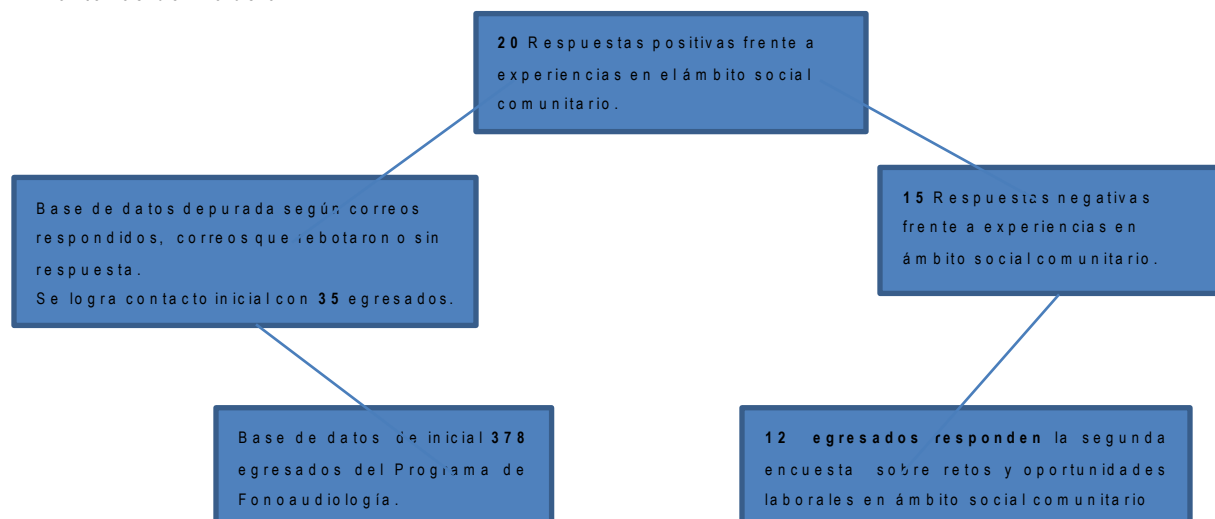 20 Respuestas positivas frente a
experiencias en el ámbito social
comunitario.
Base de datos depurada según correos
respondidos, correos que rebotaron o sin
respuesta.
Se logra contacto inicial con 35 egresados.
15 Respuestas negativas
frente a experiencias en
ámbito social comunitario.
Base de datos de inicial 378
egresados del Programa de
Fonoaudiología.
12 egresados responden la segunda
encuesta sobre retos y oportunidades
laborales en ámbito social comunitario